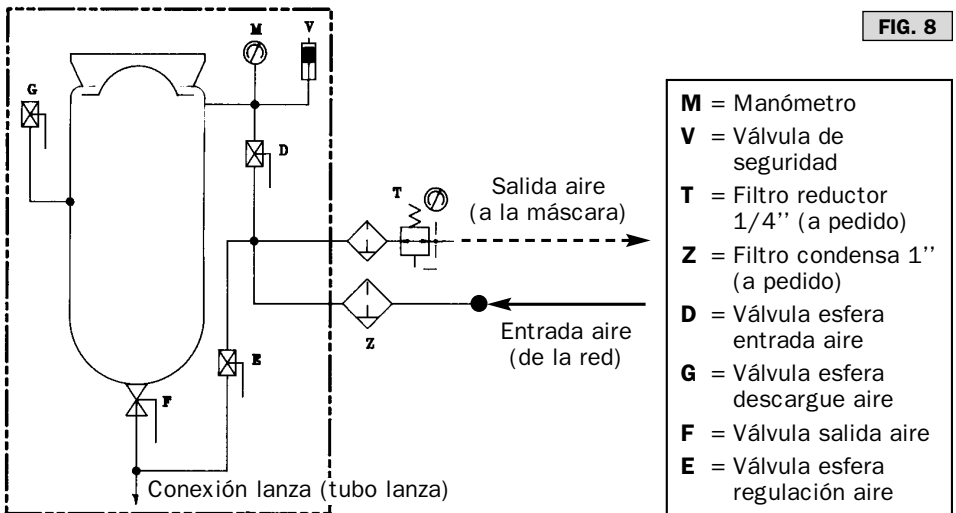 FIG. 8
M
V
G
D
T
Salida aire
(a la máscara)
Entrada aire
(de la red)
Z
E
F
Conexión lanza (tubo lanza)
M = Manómetro
V = Válvula de
seguridad
T = Filtro reductor
1/4'' (a pedido)
Z = Filtro condensa 1''
(a pedido)
D = Válvula esfera
entrada aire
G = Válvula esfera
descargue aire
F = Válvula salida aire
E = Válvula esfera
regulación aire